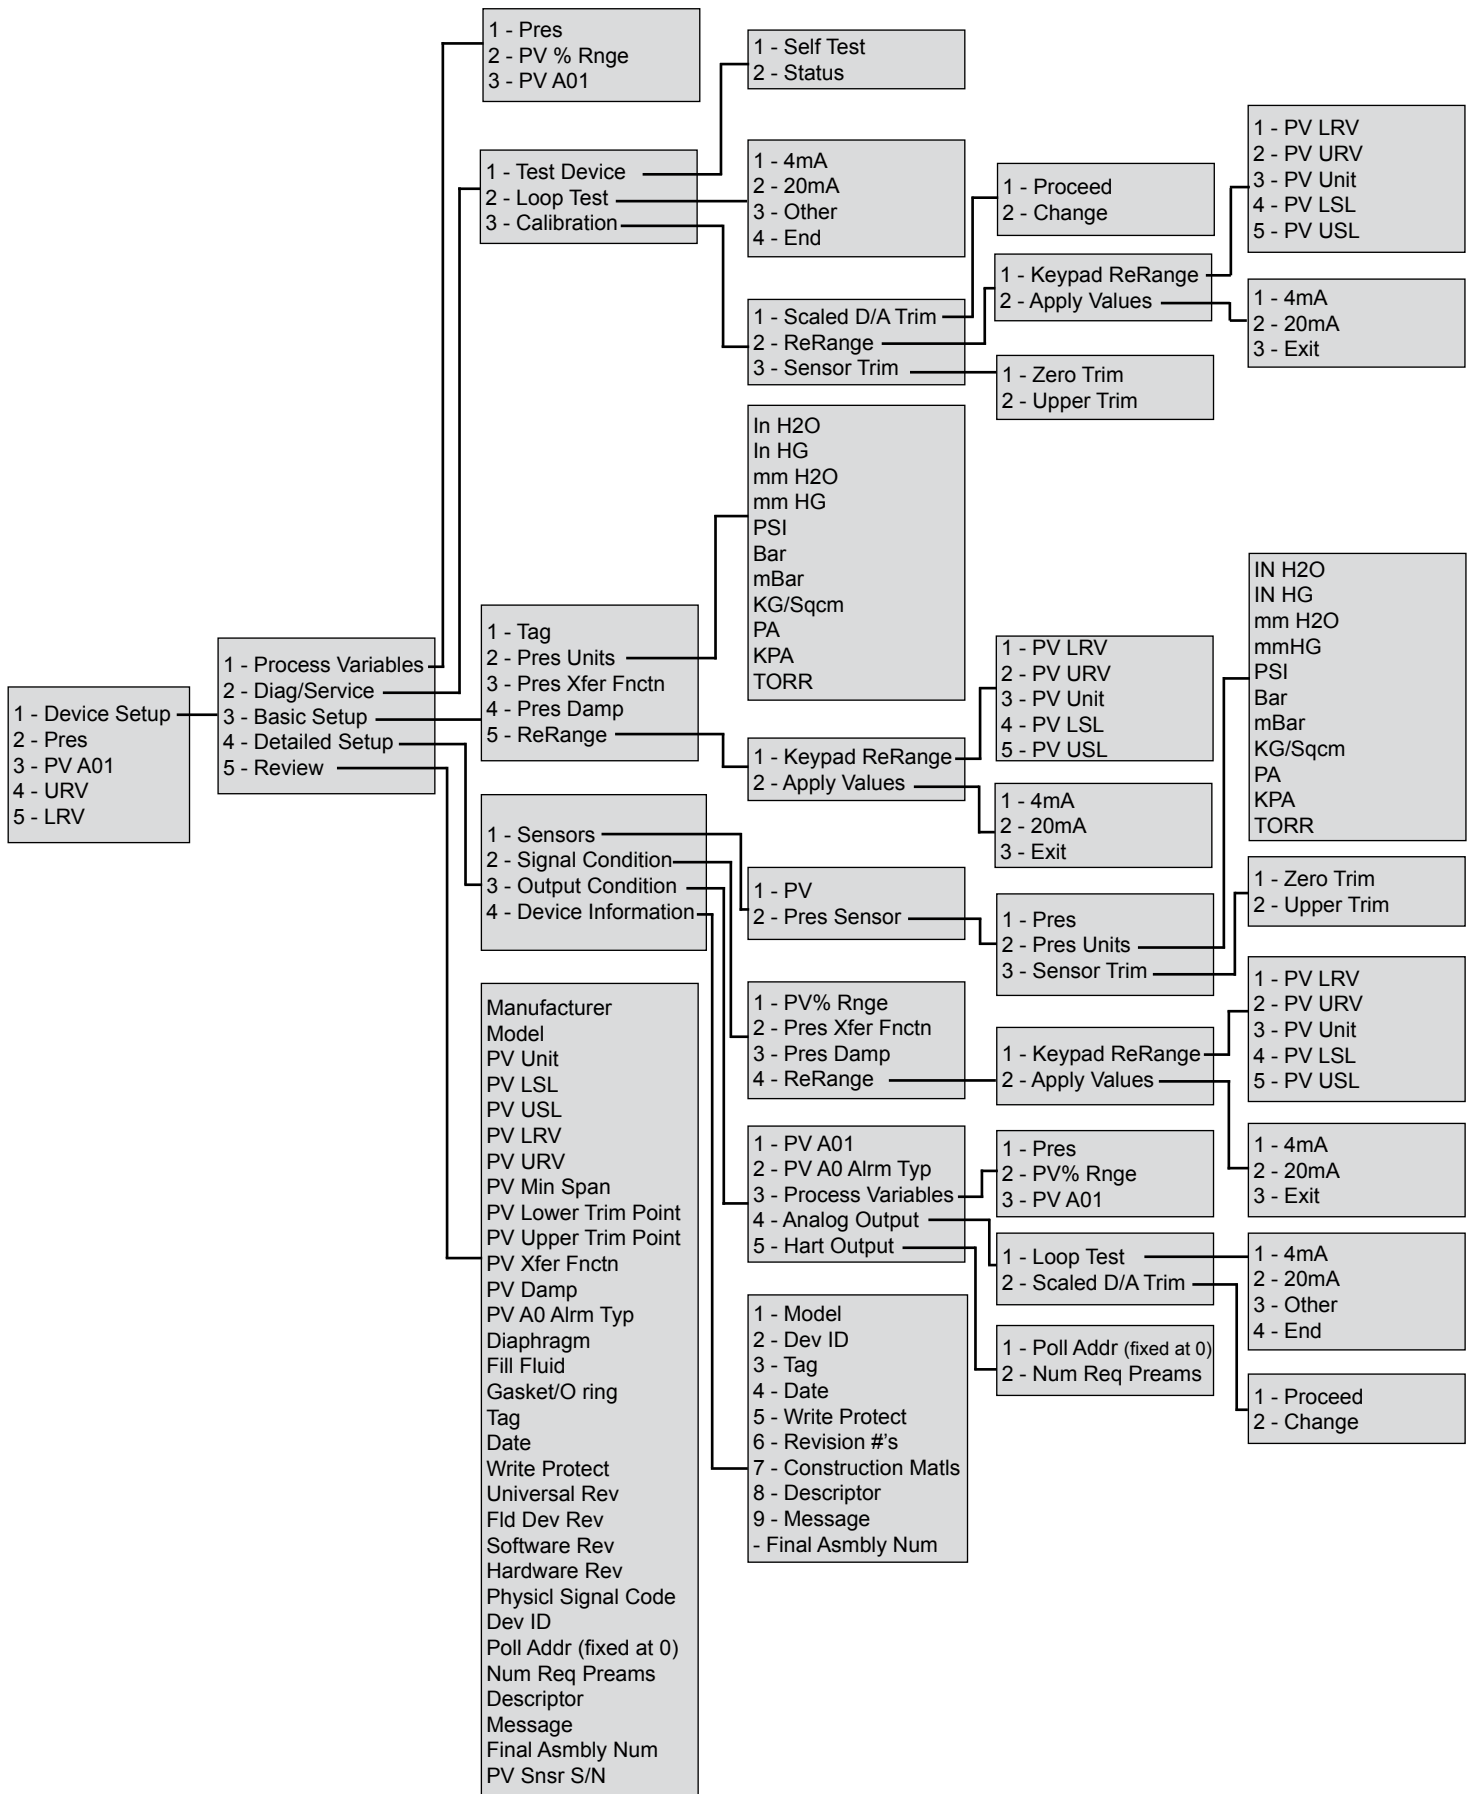 1 - Device Setup
2 - Pres
3 - PV A01
4 - URV
5 - LRV
1 - Process Variables
2 - Diag/Service
3 - Basic Setup
4 - Detailed Setup
5 - Review
1 - Pres
2 - PV % Rnge
3 - PV A01
1 - Test Device
2 - Loop Test
3 - Calibration
1 - Tag
2 - Pres Units
3 - Pres Xfer Fnctn
4 - Pres Damp
5 - ReRange
1 - Sensors
2 - Signal Condition
3 - Output Condition
4 - Device Information
Manufacturer
Model
PV Unit
PV LSL
PV USL
PV LRV
PV URV
PV Min Span
PV Lower Trim Point
PV Upper Trim Point
PV Xfer Fnctn
PV Damp
PV A0 Alrm Typ
Diaphragm
Fill Fluid
Gasket/O ring
Tag
Date
Write Protect
Universal Rev
Fld Dev Rev
Software Rev
Hardware Rev
Physicl Signal Code
Dev ID
Poll Addr (fixed at 0)
Num Req Preams
Descriptor
Message
Final Asmbly Num
PV Snsr S/N
1 - Self Test
2 - Status
1 - 4mA
2 - 20mA
3 - Other
4 - End
1 - Scaled D/A Trim
2 - ReRange
3 - Sensor Trim
In H2O
In HG
mm H2O
mm HG
PSI
Bar
mBar
KG/Sqcm
PA
KPA
TORR
1 - Keypad ReRange
2 - Apply Values
1 - PV
2 - Pres Sensor
1 - PV% Rnge
2 - Pres Xfer Fnctn
3 - Pres Damp
4 - ReRange
1 - PV A01
2 - PV A0 Alrm Typ
3 - Process Variables
4 - Analog Output
5 - Hart Output
1 - Model
2 - Dev ID
3 - Tag
4 - Date
5 - Write Protect
6 - Revision #'s
7 - Construction Matls
8 - Descriptor
9 - Message
- Final Asmbly Num
1 - Proceed
2 - Change
1 - Keypad ReRange
2 - Apply Values
1 - Zero Trim
2 - Upper Trim
1 - PV LRV
2 - PV URV
3 - PV Unit
4 - PV LSL
5 - PV USL
1 - 4mA
2 - 20mA
3 - Exit
1 - Pres
2 - Pres Units
3 - Sensor Trim
1 - Keypad ReRange
2 - Apply Values
1 - Pres
2 - PV% Rnge
3 - PV A01
1 - Loop Test
2 - Scaled D/A Trim
1 - Poll Addr (fixed at 0)
2 - Num Req Preams
1 - PV LRV
2 - PV URV
3 - PV Unit
4 - PV LSL
5 - PV USL
1 - 4mA
2 - 20mA
3 - Exit
IN H2O
IN HG
mm H2O
mmHG
PSI
Bar
mBar
KG/Sqcm
PA
KPA
TORR
1 - Zero Trim
2 - Upper Trim
1 - PV LRV
2 - PV URV
3 - PV Unit
4 - PV LSL
5 - PV USL
1 - 4mA
2 - 20mA
3 - Exit
1 - 4mA
2 - 20mA
3 - Other
4 - End
1 - Proceed
2 - Change